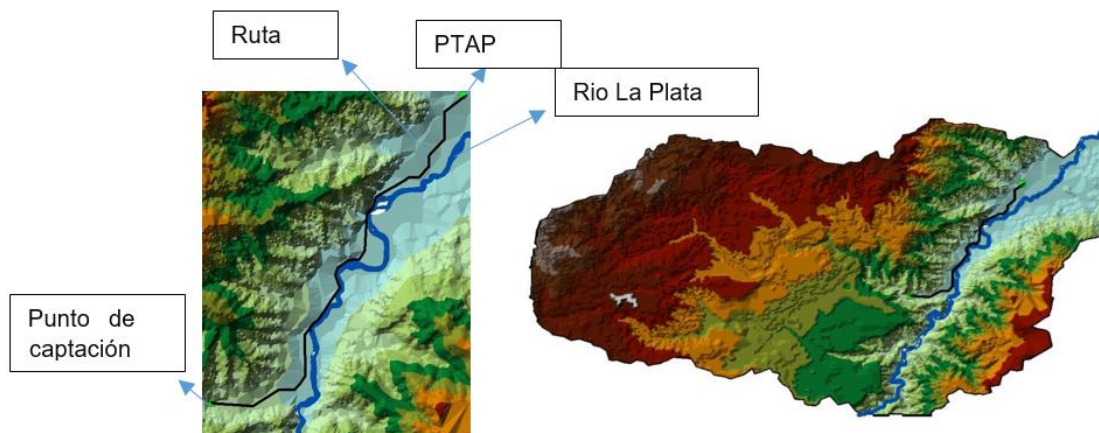 Ruta
PTAP
Rio La Plata
Punto de
captación